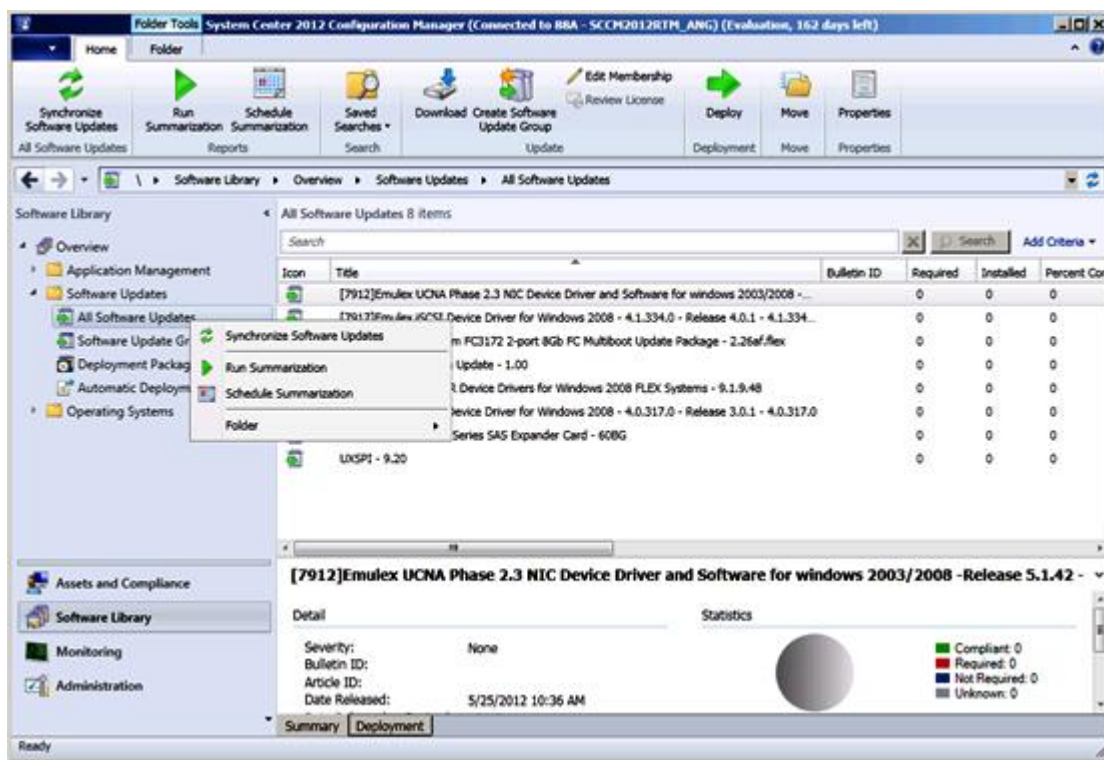 Folder Tools System Center 2012 Configuration Manager (Connected to B8A - SCCM2012RTM_ANG) (Evaluation, 162 days left)
Home Folder
Synchronize Software Updates
Run Summarization
Schedule Summarization
Saved Searches
Download
Create Software Update Group
Edit Membership
Review License
Deploy
Move
Properties
All Software Updates Reports Search Update Deployment Move Properties
\ Software Library Overview Software Updates All Software Updates
Software Library
Overview
Application Management
Software Updates
All Software Updates
Software Update Gr
Deployment Packag
Automatic Deploym
Operating Systems
Synchronize Software Updates
Run Summarization
Schedule Summarization
Folder
All Software Updates 8 items
Search Search Add Criteria
Icon Title Bulletin ID Required Installed Percent Co
[7912]Emulex UCNA Phase 2.3 NIC Device Driver and Software for windows 2003/2008 -... 0 0 0
[7912]Emulex iSCSI Device Driver for Windows 2008 - 4.1.334.0 - Release 4.0.1 - 4.1.334... 0 0 0
m FC3172 2-port 8Gb FC Multiboot Update Package - 2.26af.flex 0 0 0
Update - 1.00 0 0 0
R Device Drivers for Windows 2008 FLEX Systems - 9.1.9.48 0 0 0
Device Driver for Windows 2008 - 4.0.317.0 - Release 3.0.1 - 4.0.317.0 0 0 0
Series SAS Expander Card - 608G 0 0 0
UXSPI - 9.20 0 0 0
Assets and Compliance
Software Library
Monitoring
Administration
[7912]Emulex UCNA Phase 2.3 NIC Device Driver and Software for windows 2003/2008 -Release 5.1.42 -
Detail
Severity: None
Bulletin ID:
Article ID:
Date Released: 5/25/2012 10:36 AM
Statistics
Compliant: 0
Required: 0
Not Required: 0
Unknown: 0
Summary Deployment
Ready